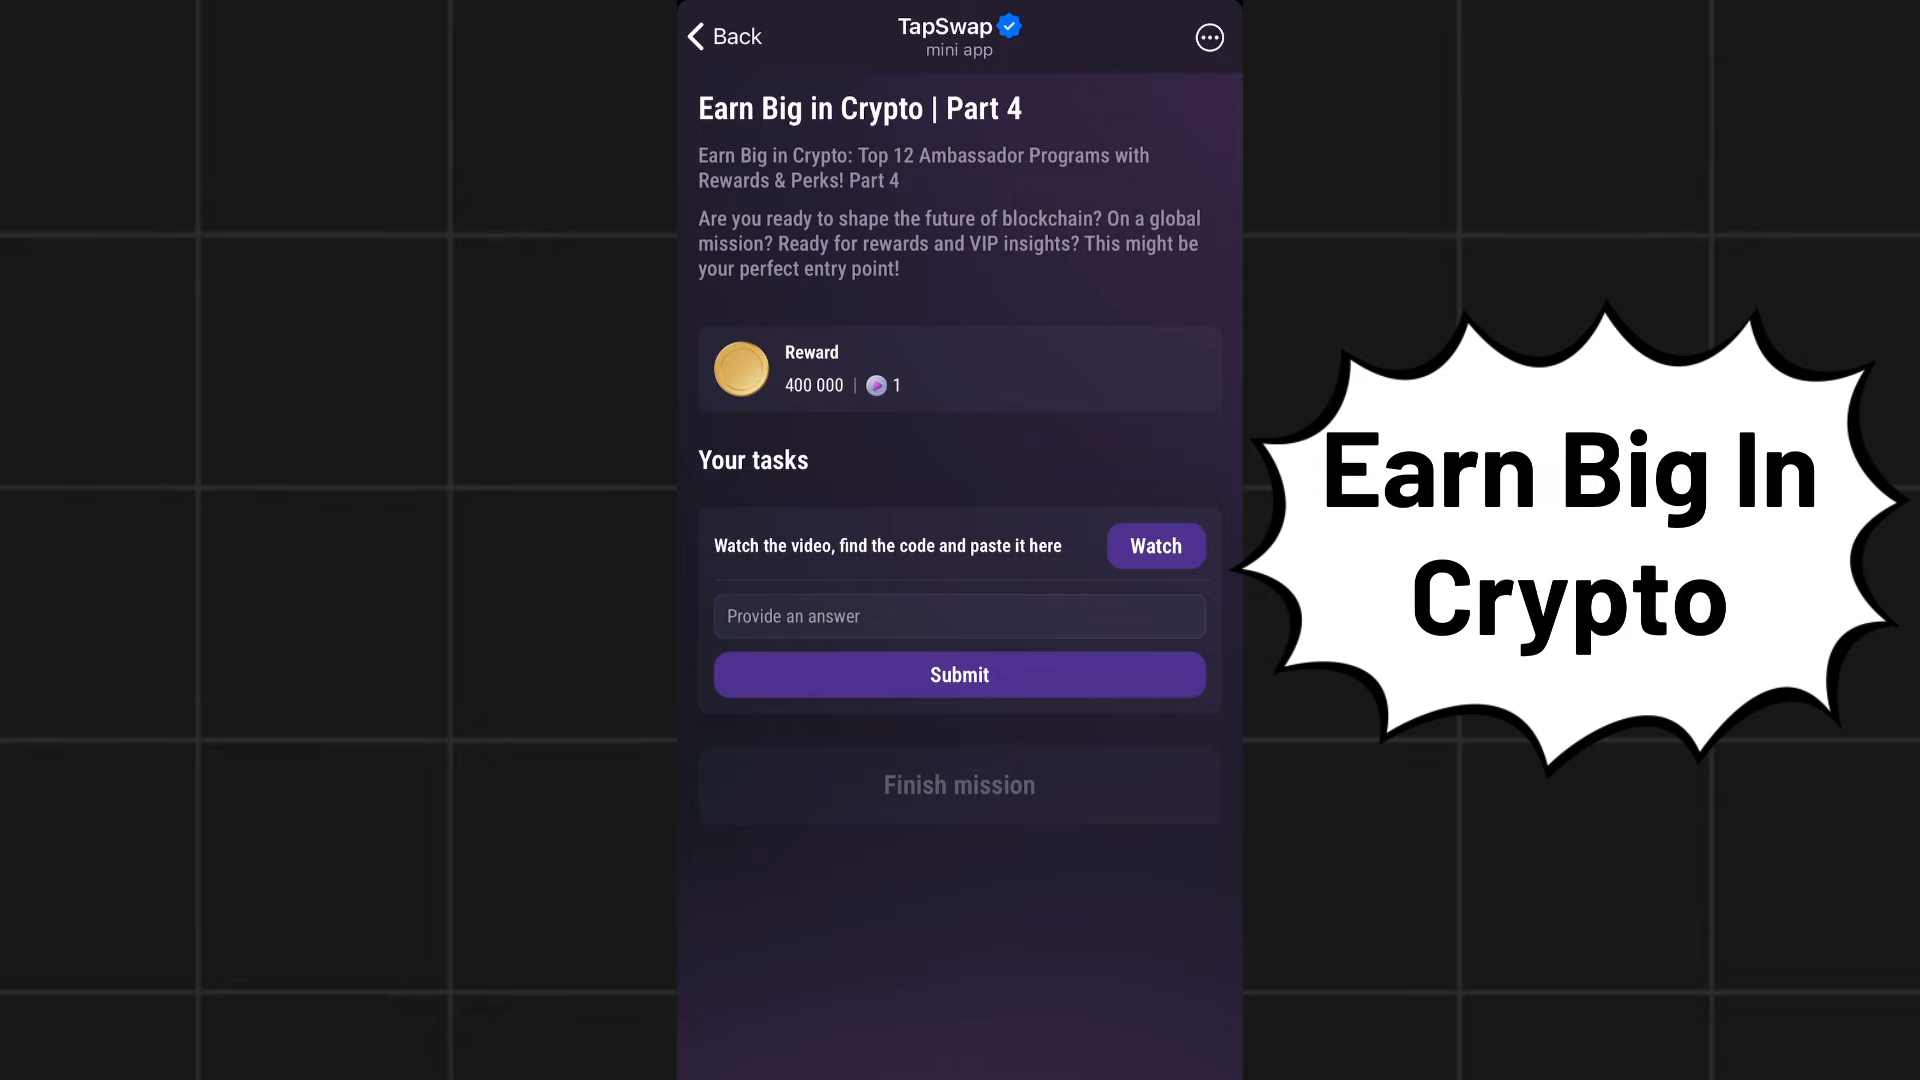 Back
TapSwap
mini app
Earn Big in Crypto | Part 4
Earn Big in Crypto: Top 12 Ambassador Programs with
Rewards & Perks! Part 4
Are you ready to shape the future of blockchain? On a global
mission? Ready for rewards and VIP insights? This might be
your perfect entry point!
Reward
400 000 | 1
Your tasks
Watch the video, find the code and paste it here
Watch
Provide an answer
Submit
Finish mission
Earn Big In
Crypto